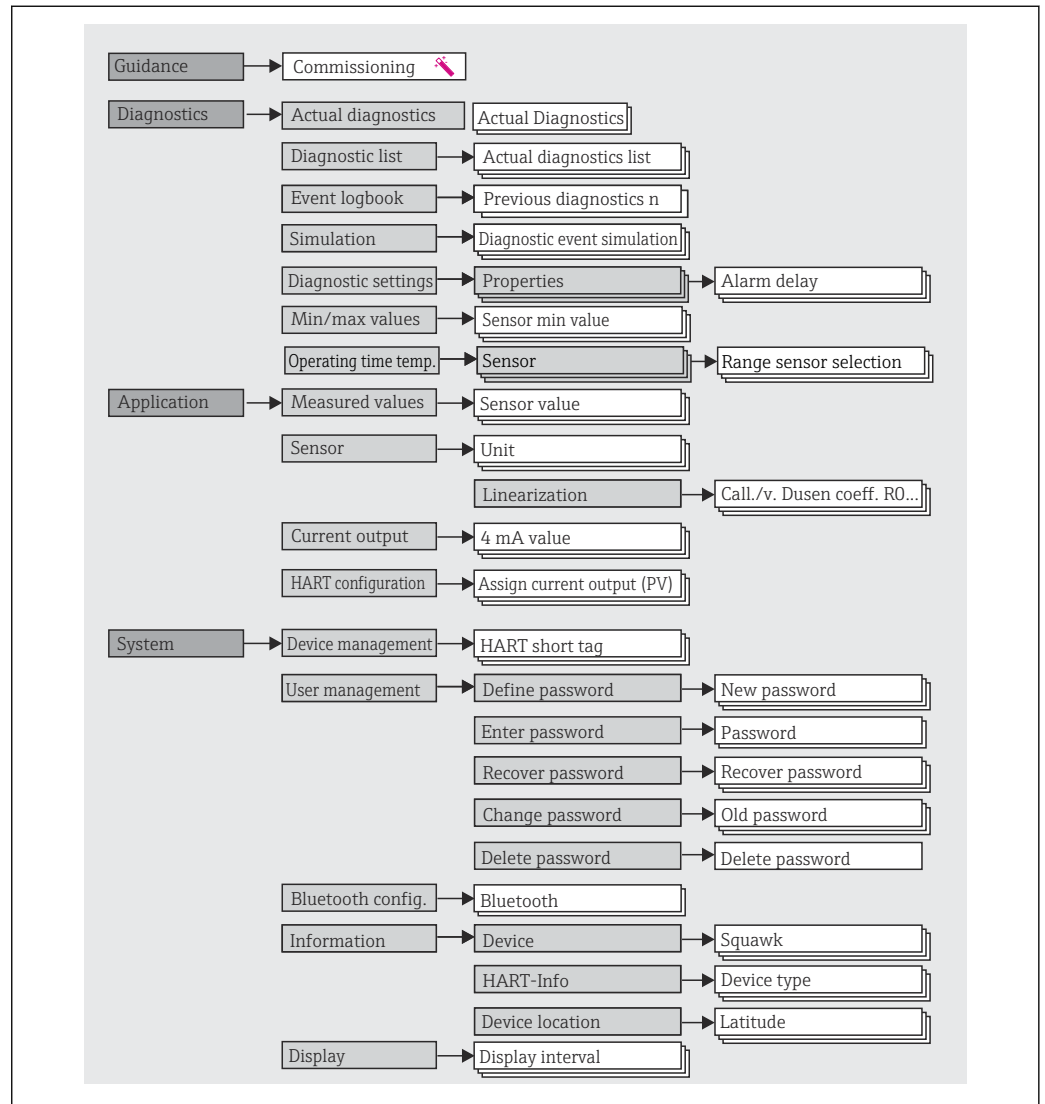 Guidance Commissioning
Diagnostics Actual diagnostics Actual Diagnostics
Diagnostic list Actual diagnostics list
Event logbook Previous diagnostics n
Simulation Diagnostic event simulation
Diagnostic settings Properties Alarm delay
Min/max values Sensor min value
Operating time temp. Sensor Range sensor selection
Application Measured values Sensor value
Sensor Unit
Linearization Call./v. Dusen coeff. R0...
Current output 4 mA value
HART configuration Assign current output (PV)
System Device management HART short tag
User management Define password New password
Enter password Password
Recover password Recover password
Change password Old password
Delete password Delete password
Bluetooth config. Bluetooth
Information Device Squawk
HART-Info Device type
Device location Latitude
Display Display interval